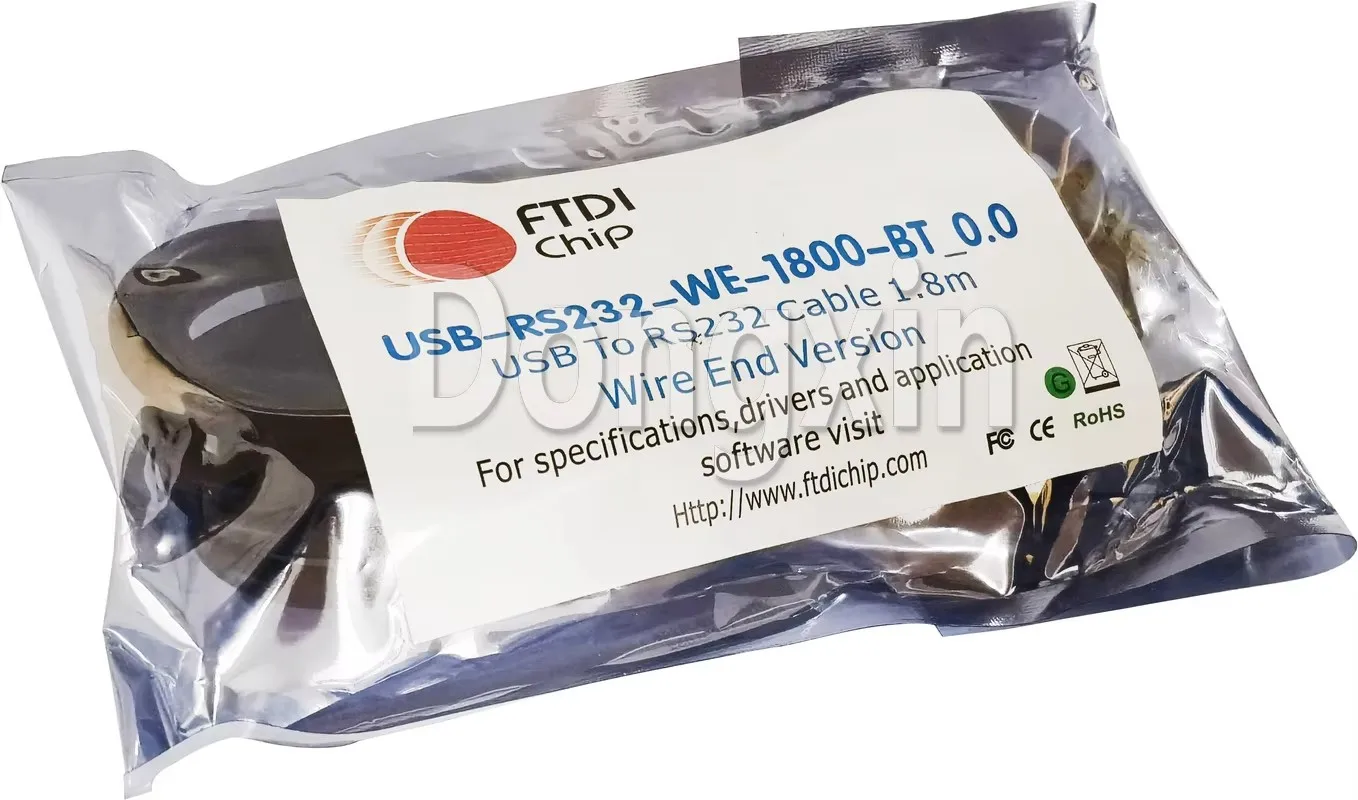 FTDI
Chip
USB-RS232-WE-1800-BT_0.0
USB To RS232 Cable 1.8m
Wire End Version
For specifications,drivers and application
software visit
Http://www.ftdichip.com
G
FC CE RoHS
Dongxin